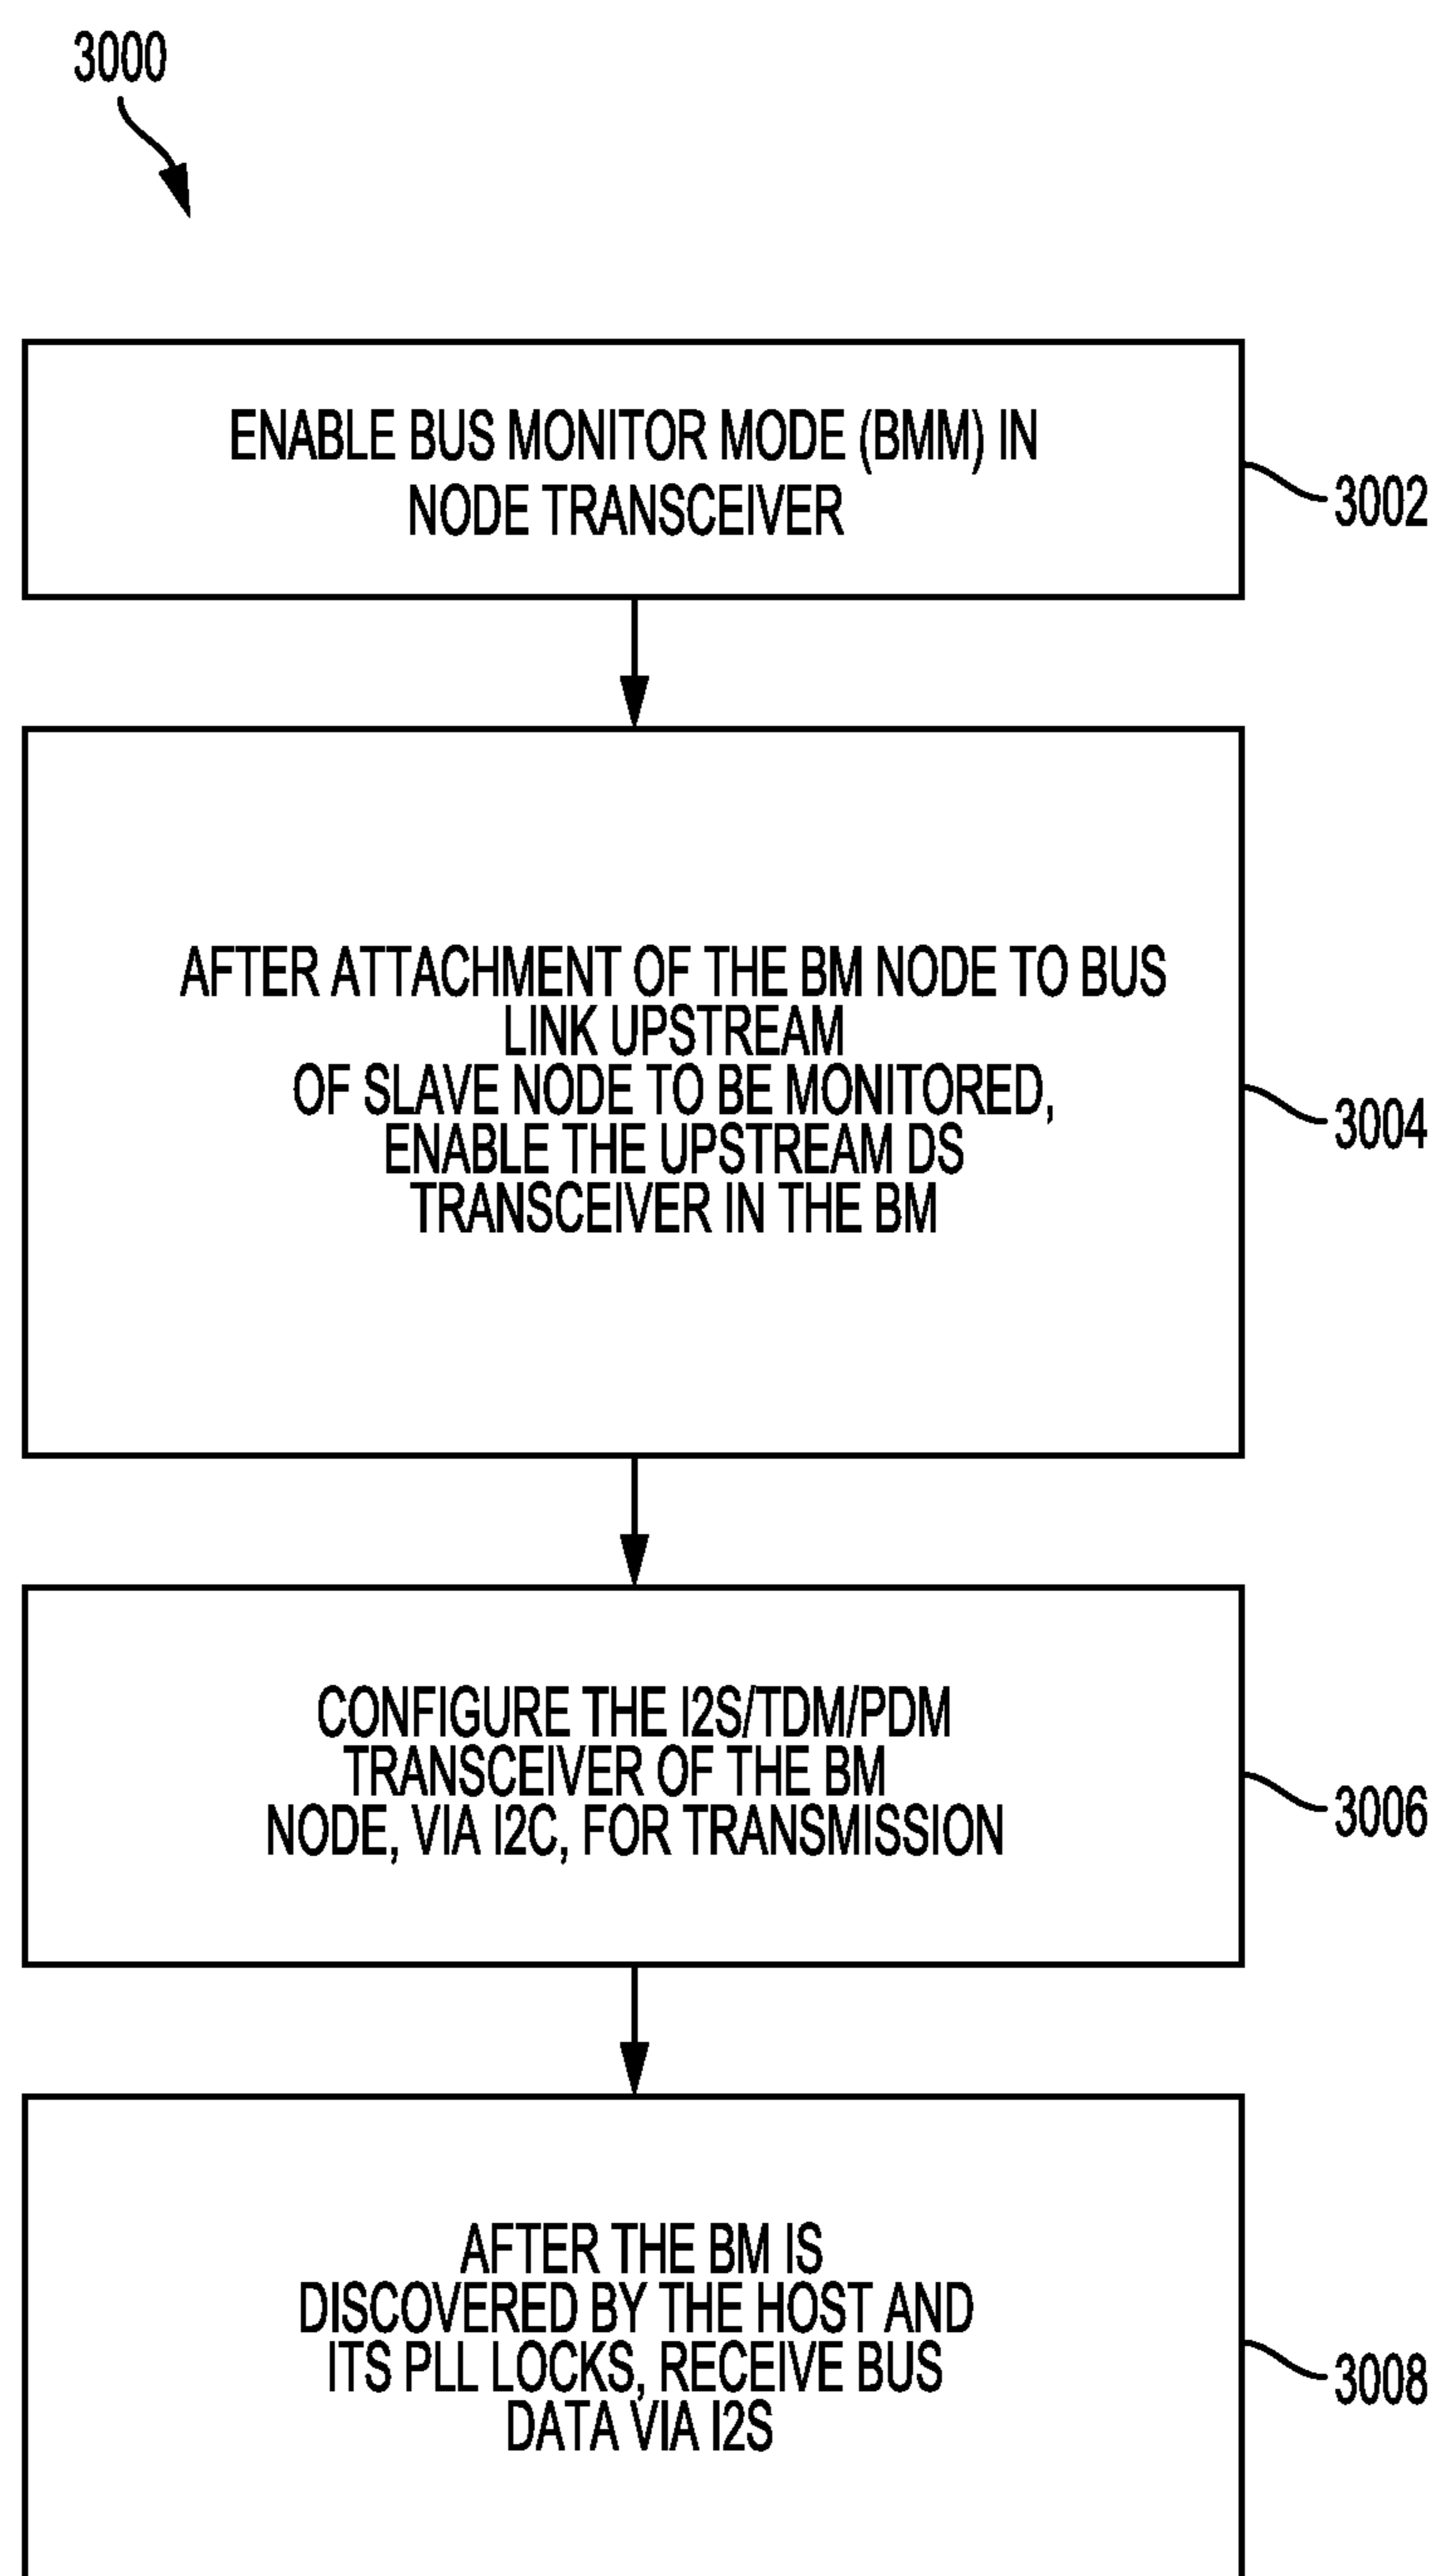 3000
ENABLE BUS MONITOR MODE (BMM) IN
NODE TRANSCEIVER
3002
AFTER ATTACHMENT OF THE BM NODE TO BUS
LINK UPSTREAM
OF SLAVE NODE TO BE MONITORED,
ENABLE THE UPSTREAM DS
TRANSCEIVER IN THE BM
3004
CONFIGURE THE I2S/TDM/PDM
TRANSCEIVER OF THE BM
NODE, VIA I2C, FOR TRANSMISSION
3006
AFTER THE BM IS
DISCOVERED BY THE HOST AND
ITS PLL LOCKS, RECEIVE BUS
DATA VIA I2S
3008